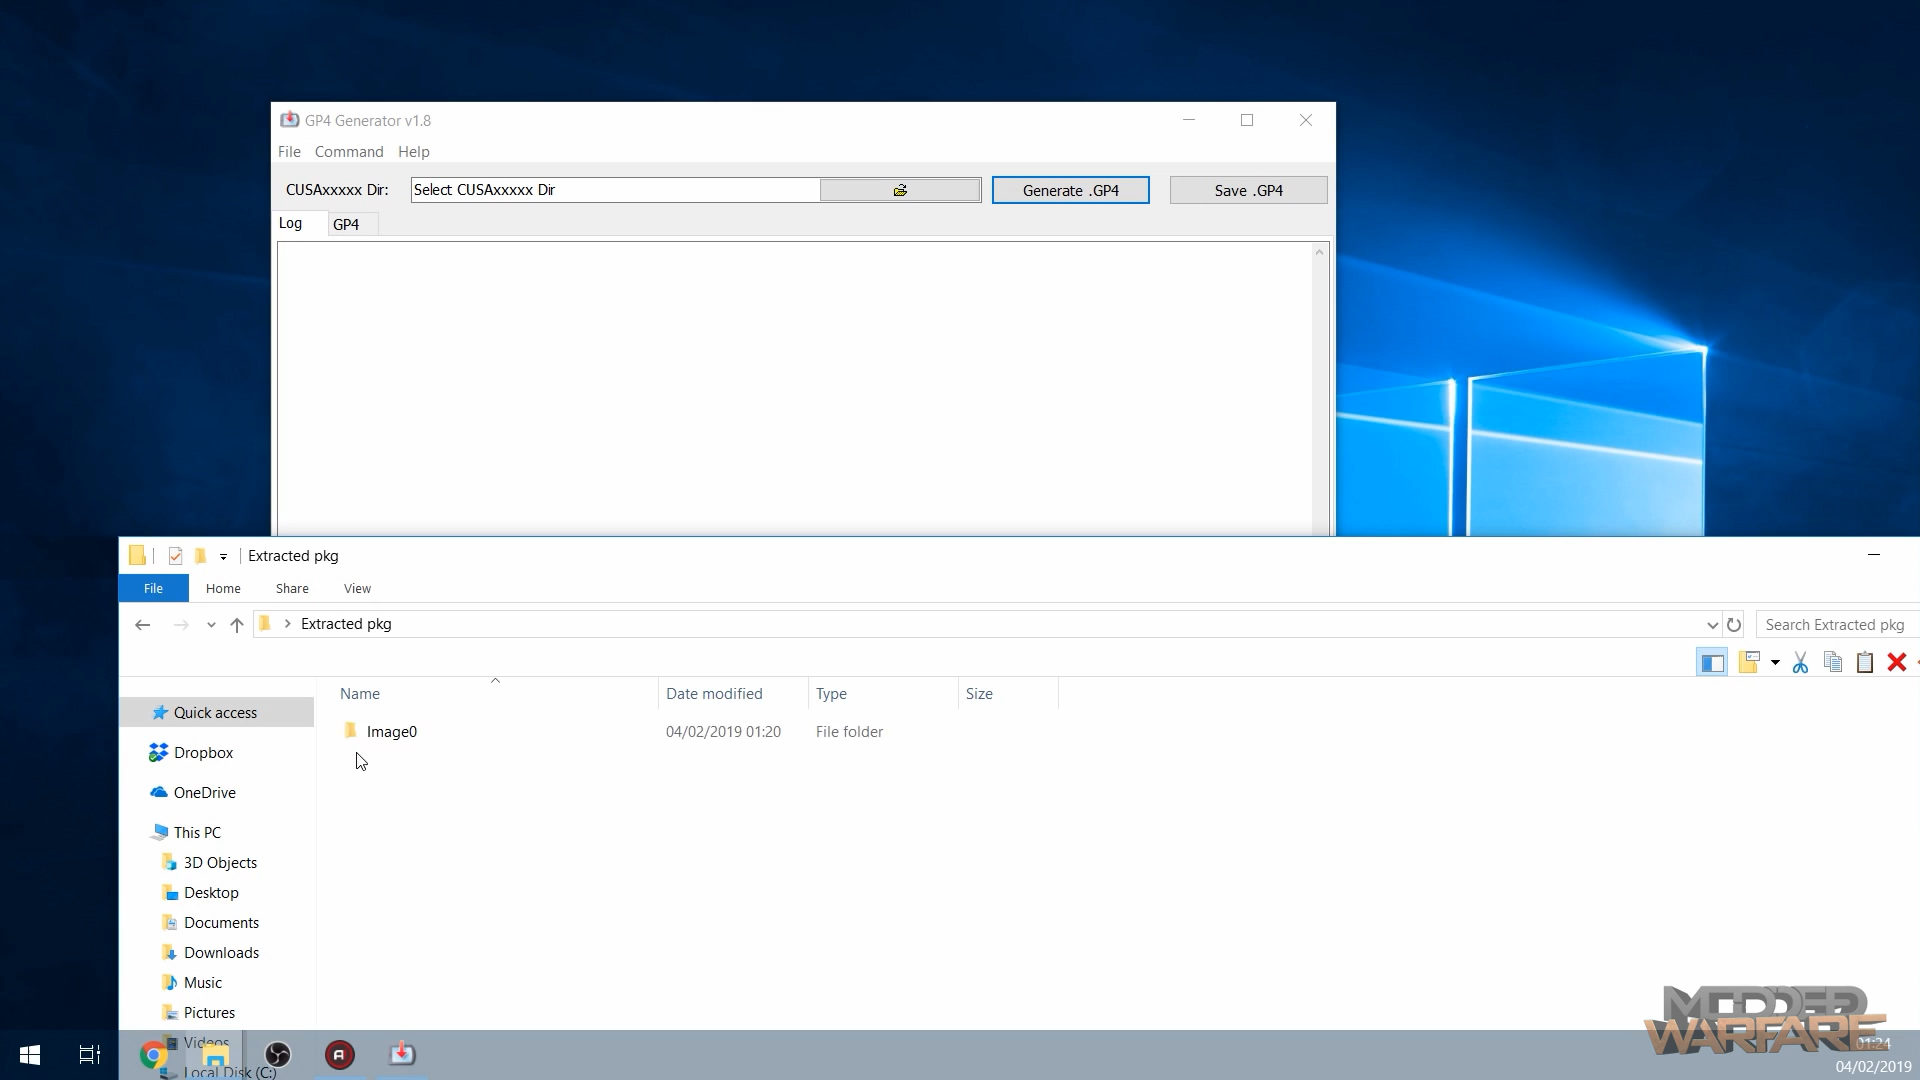 GP4 Generator v1.8
File Command Help
CUSAxxxxx Dir: Select CUSAxxxxx Dir Generate .GP4 Save .GP4
Log GP4
Extracted pkg
File Home Share View
Extracted pkg Search Extracted pkg
Name Date modified Type Size
Quick access
Image0 04/02/2019 01:20 File folder
Dropbox
OneDrive
This PC
3D Objects
Desktop
Documents
Downloads
Music
Pictures
Videos
Local Disk (C:)
MODDED
WARFARE
01:24
04/02/2019